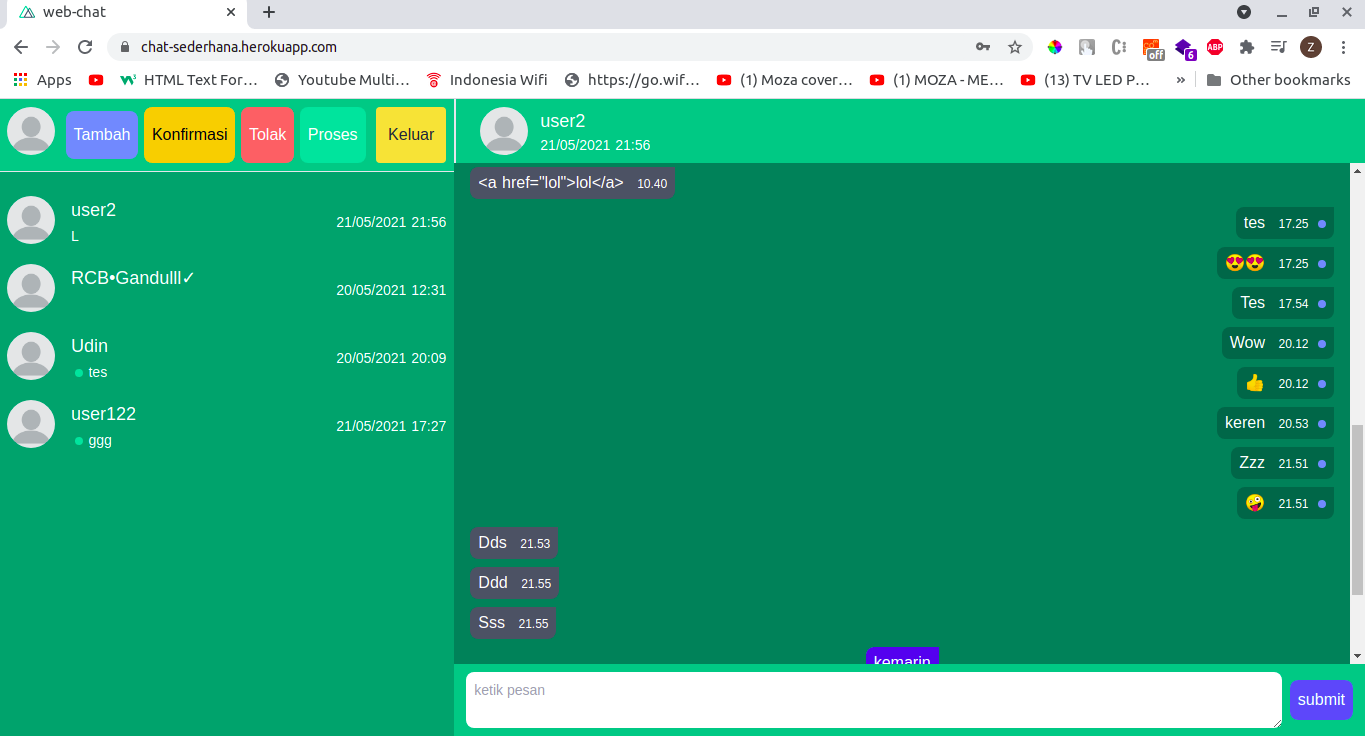 web-chat
chat-sederhana.herokuapp.com
off
6
ABP
Z
Apps
HTML Text For...
Youtube Multi...
Indonesia Wifi
https://go.wif...
(1) Moza cover...
(1) MOZA - ME...
(13) TV LED P...
»
Other bookmarks
Tambah
Konfirmasi
Tolak
Proses
Keluar
user2
21/05/2021 21:56
user2
21/05/2021 21:56
L
RCB•Gandulll✓
20/05/2021 12:31
Udin
20/05/2021 20:09
tes
user122
21/05/2021 17:27
ggg
<a href="lol">lol</a> 10.40
tes 17.25
😍😍 17.25
Tes 17.54
Wow 20.12
👍 20.12
keren 20.53
Zzz 21.51
🤪 21.51
Dds 21.53
Ddd 21.55
Sss 21.55
kemarin
ketik pesan
submit